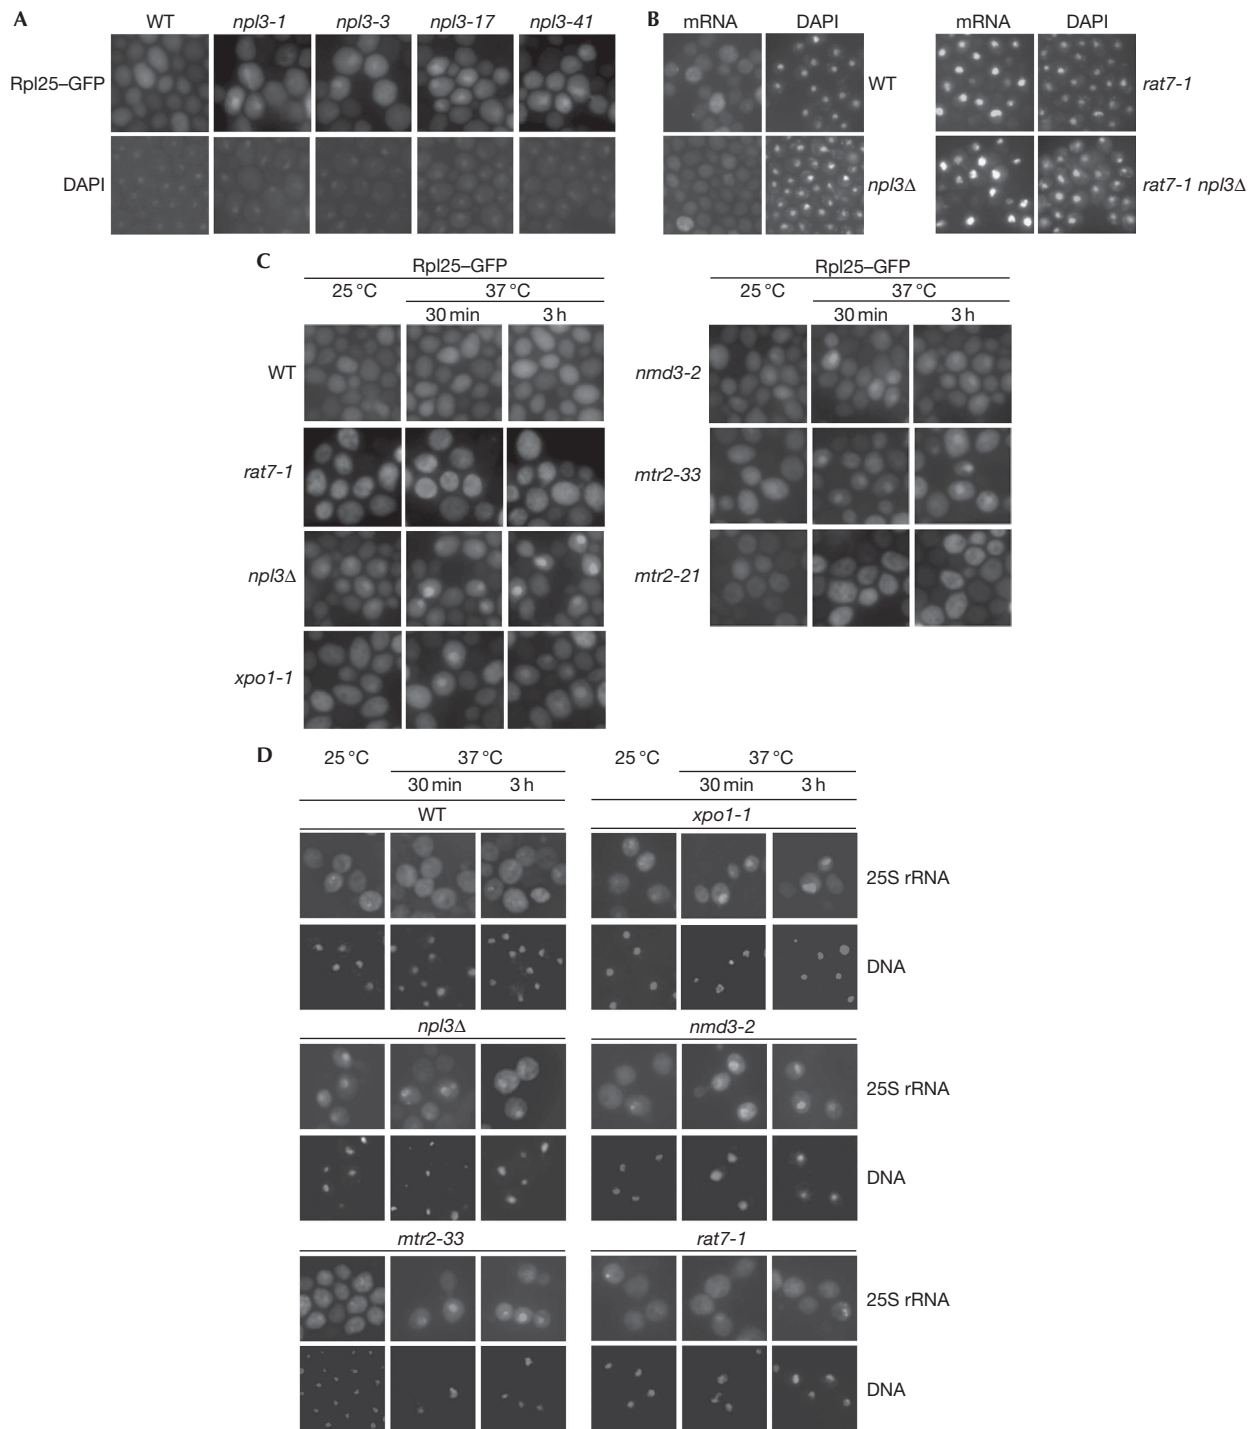 A
WT npl3-1 npl3-3 npl3-17 npl3-41
Rpl25–GFP
DAPI
B
mRNA DAPI mRNA DAPI
WT rat7-1
npl3Δ rat7-1 npl3Δ
C
Rpl25–GFP Rpl25–GFP
25 °C 37 °C 25 °C 37 °C
30 min 3 h 30 min 3 h
WT nmd3-2
rat7-1 mtr2-33
npl3Δ mtr2-21
xpo1-1
D
25 °C 37 °C 25 °C 37 °C
30 min 3 h 30 min 3 h
WT xpo1-1
25S rRNA
DNA
npl3Δ nmd3-2
25S rRNA
DNA
mtr2-33 rat7-1
25S rRNA
DNA